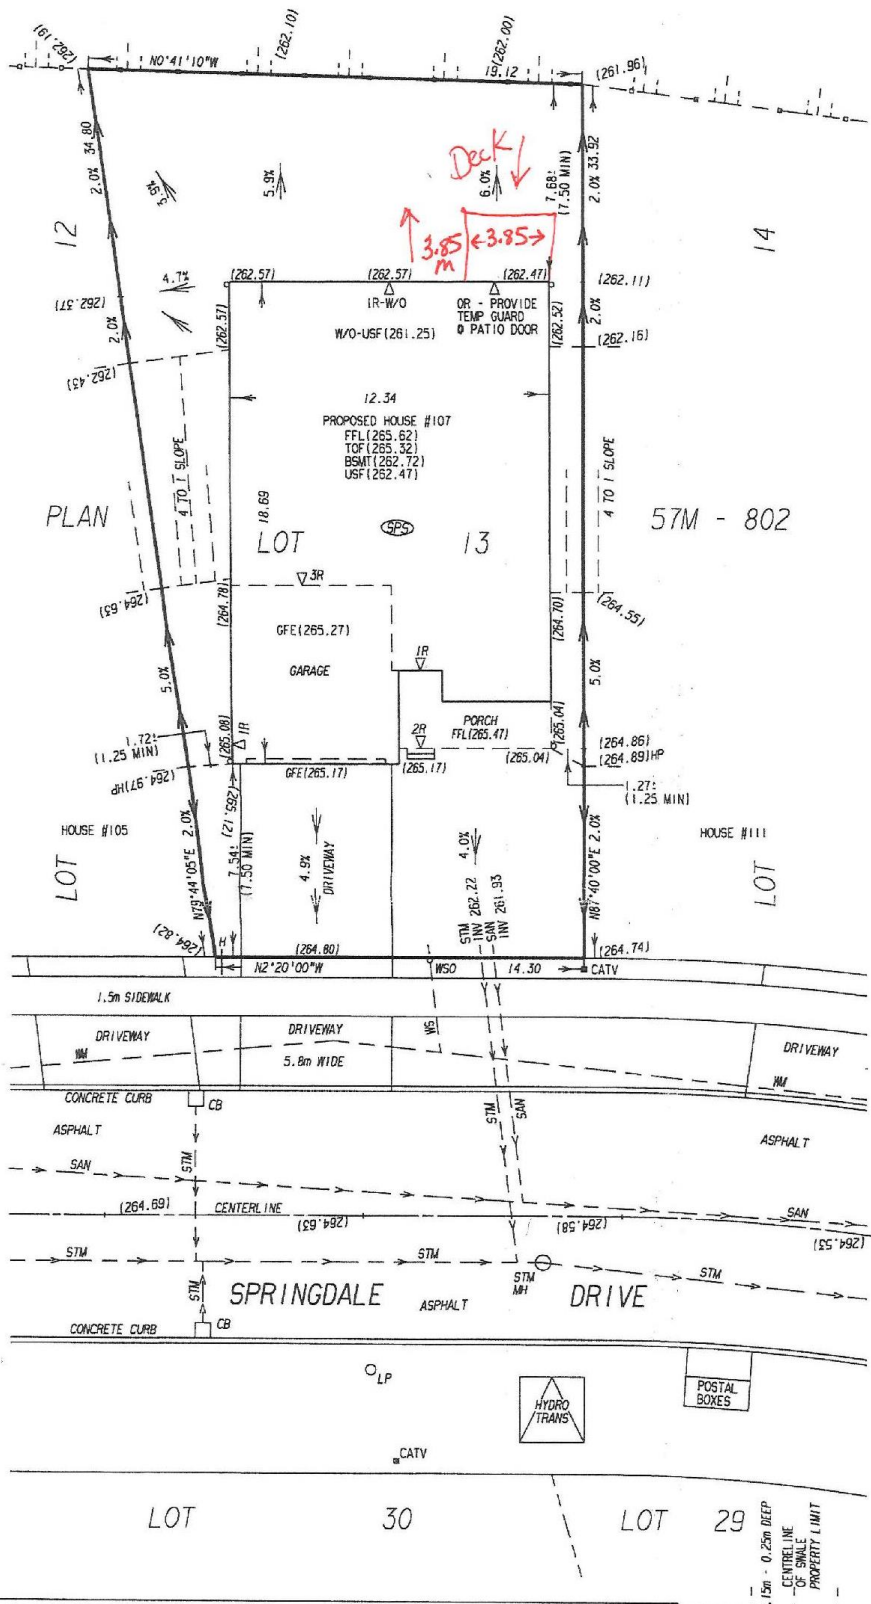 (262.19)
N0°41'10"W
(262.10)
(262.00)
19.12
(261.96)
34.80
2.0%
3.9%
5.9%
Deck
6.0%
7.68±
(7.50 MIN)
2.0% 33.92
12
14
3.85
m
3.85
4.7%
(262.57)
(262.57)
(262.47)
(262.11)
(262.37)
1R-W/O
OR - PROVIDE
TEMP GUARD
@ PATIO DOOR
W/O-USF(261.25)
(262.57)
(262.52)
2.0%
2.0%
(262.16)
(262.43)
12.34
PROPOSED HOUSE #107
FFL(265.62)
TOF(265.32)
BSMT(262.72)
USF(262.47)
4 TO 1 SLOPE
4 TO 1 SLOPE
18.69
PLAN
SPS
57M - 802
LOT
13
3R
(264.63)
(264.78)
(264.70)
(264.55)
GFE(265.27)
GARAGE
1R
5.0%
5.0%
1R
2R
PORCH
FFL(265.47)
1.72±
(1.25 MIN)
(265.08)
(265.04)
(264.86)
(264.89)HP
(264.97)HP
GFE(265.17)
(265.17)
(265.04)
1.27±
(1.25 MIN)
(265.12)
HOUSE #105
HOUSE #111
LOT
LOT
N79°44'05"E 2.0%
7.54±
(7.50 MIN)
4.9%
DRIVEWAY
4.0%
STM
INV 262.22
SAN
INV 261.93
N87°40'00"E 2.0%
(264.82)
H
(264.80)
(264.74)
N2°20'00"W
WSO
14.30
CATV
1.5m SIDEWALK
DRIVEWAY
DRIVEWAY
5.8m WIDE
WS
DRIVEWAY
WM
WM
CONCRETE CURB
CB
STM
SAN
ASPHALT
ASPHALT
SAN
STM
(264.69)
CENTERLINE
(264.63)
(264.58)
SAN
(264.53)
STM
STM
STM
MH
STM
STM
SPRINGDALE
ASPHALT
DRIVE
CONCRETE CURB
CB
LP
HYDRO
TRANS
POSTAL
BOXES
CATV
LOT
30
LOT
29
.15m - 0.25m DEEP
CENTRELINE
OF SWALE
PROPERTY LIMIT